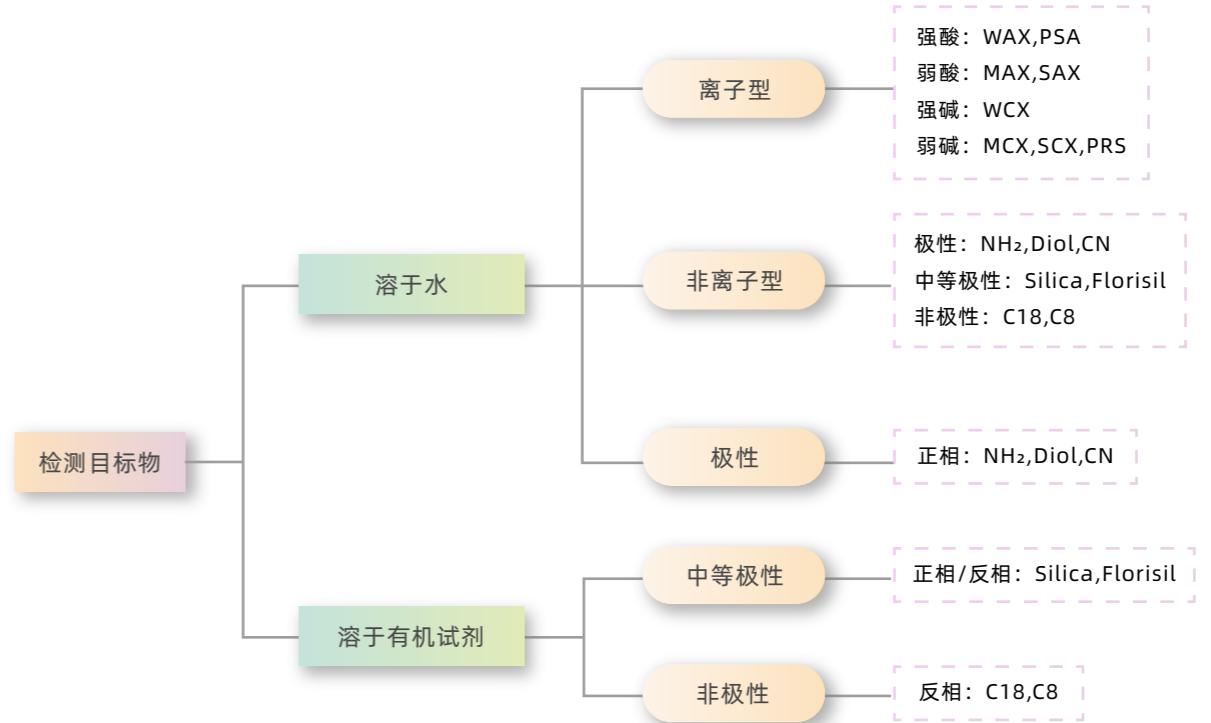 检测目标物
溶于水
离子型
强酸：WAX,PSA
弱酸：MAX,SAX
强碱：WCX
弱碱：MCX,SCX,PRS
非离子型
极性：NH₂,Diol,CN
中等极性：Silica,Florisil
非极性：C18,C8
极性
正相：NH₂,Diol,CN
溶于有机试剂
中等极性
正相/反相：Silica,Florisil
非极性
反相：C18,C8